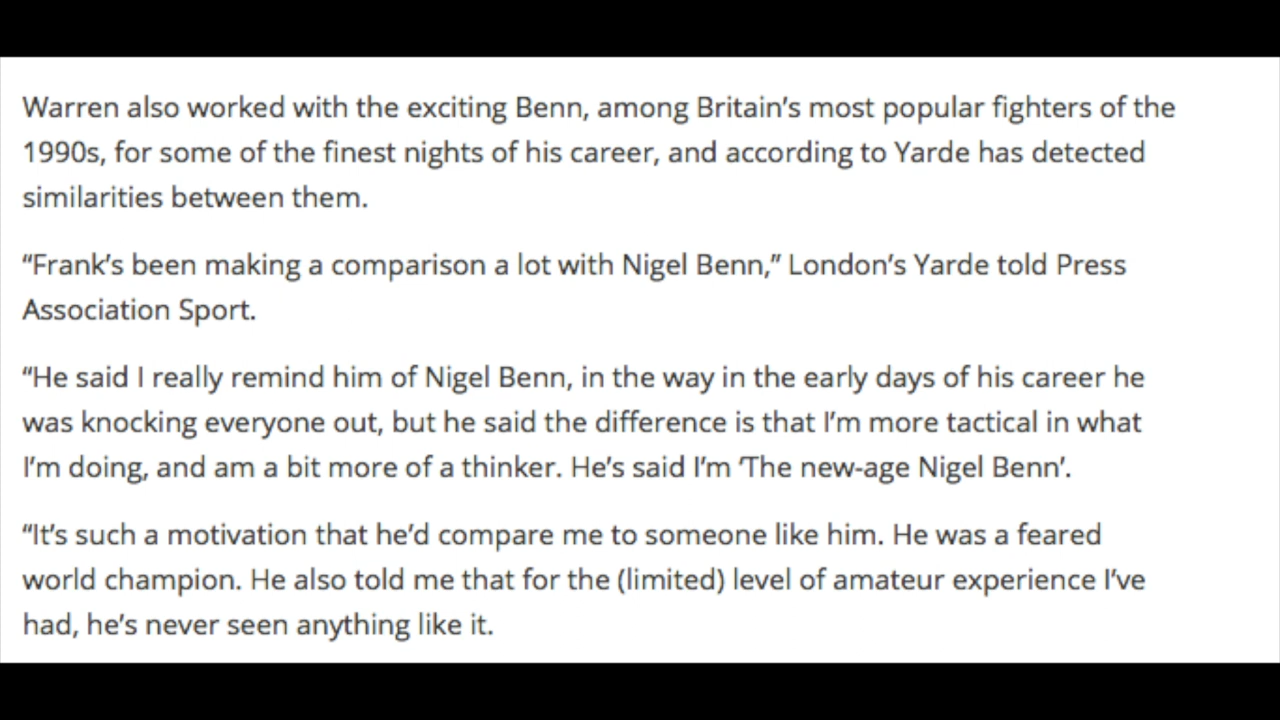 Warren also worked with the exciting Benn, among Britain’s most popular fighters of the
1990s, for some of the finest nights of his career, and according to Yarde has detected
similarities between them.
“Frank’s been making a comparison a lot with Nigel Benn,” London’s Yarde told Press
Association Sport.
“He said I really remind him of Nigel Benn, in the way in the early days of his career he
was knocking everyone out, but he said the difference is that I’m more tactical in what
I’m doing, and am a bit more of a thinker. He’s said I’m ‘The new-age Nigel Benn’.
“It’s such a motivation that he’d compare me to someone like him. He was a feared
world champion. He also told me that for the (limited) level of amateur experience I’ve
had, he’s never seen anything like it.